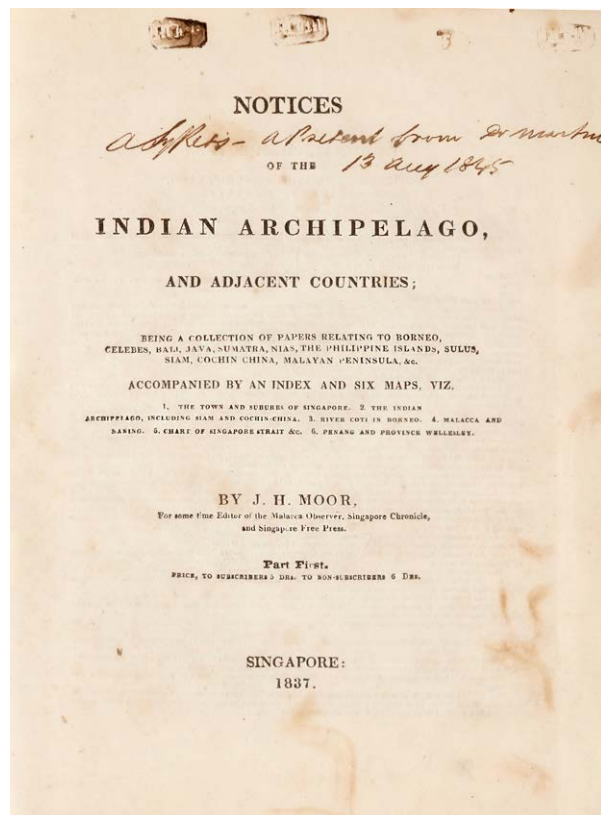 NOTICES
a Present from Dr Martin
13 Aug 1845
OF THE
INDIAN ARCHIPELAGO,
AND ADJACENT COUNTRIES;
BEING A COLLECTION OF PAPERS RELATING TO BORNEO,
CELEBES, BALI, JAVA, SUMATRA, NIAS, THE PHILIPPINE ISLANDS, SULUS,
SIAM, COCHIN CHINA, MALAYAN PENINSULA, &c.
ACCOMPANIED BY AN INDEX AND SIX MAPS, VIZ.
1. THE TOWN AND SUBURBS OF SINGAPORE. 2. THE INDIAN
ARCHIPELAGO, INCLUDING SIAM AND COCHIN-CHINA. 3. RIVER COTI IN BORNEO. 4. MALACCA AND
NANING. 5. CHART OF SINGAPORE STRAIT &c. 6. PENANG AND PROVINCE WELLESLEY.
BY J. H. MOOR,
For some time Editor of the Malacca Observer, Singapore Chronicle,
and Singapore Free Press.
Part First.
PRICE, TO SUBSCRIBERS 5 DRS. TO NON-SUBSCRIBERS 6 DRS.
SINGAPORE:
1837.